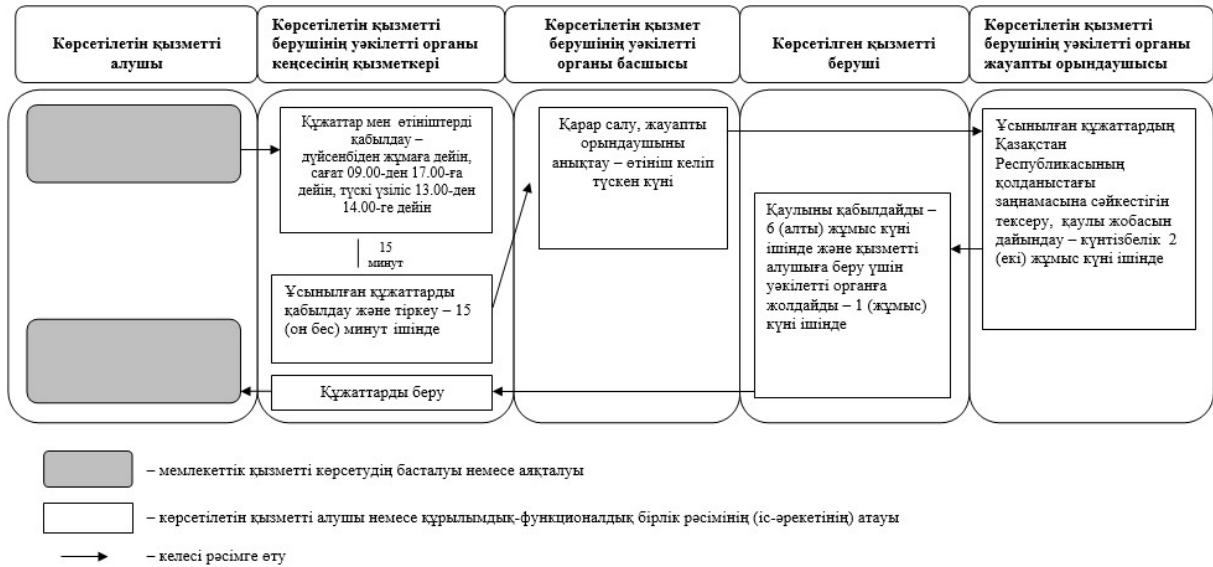 Көрсетілетін қызметті
алушы
Көрсетілетін қызметті
берушінің уәкілетті органы
кеңсесінің қызметкері
Көрсетілетін қызмет
берушінің уәкілетті
органы басшысы
Көрсетілген қызметті
беруші
Көрсетілетін қызметті
берушінің уәкілетті органы
жауапты орындаушысы
Құжаттар мен өтініштерді
қабылдау –
дүйсенбіден жұмаға дейін,
сағат 09.00-ден 17.00-ға
дейін, түскі үзіліс 13.00-ден
14.00-ге дейін
15
минут
Ұсынылған құжаттарды
қабылдау және тіркеу – 15
(он бес) минут ішінде
Құжаттарды беру
Қарар салу, жауапты
орындаушыны
анықтау – өтініш келіп
түскен күні
Қаулыны қабылдайды –
6 (алты) жұмыс күні
ішінде және қызметті
алушыға беру үшін
уәкілетті органға
жолдайды – 1 (жұмыс)
күні ішінде
Ұсынылған құжаттардың
Қазақстан
Республикасының
қолданыстағы
заңнамасына сәйкестігін
тексеру, қаулы жобасын
дайындау – күнтізбелік 2
(екі) жұмыс күні ішінде
– мемлекеттік қызметті көрсетудің басталуы немесе аяқталуы
– көрсетілетін қызметті алушы немесе құрылымдық-функционалдық бірлік рәсімінің (іс-әрекетінің) атауы
– келесі рәсімге өту